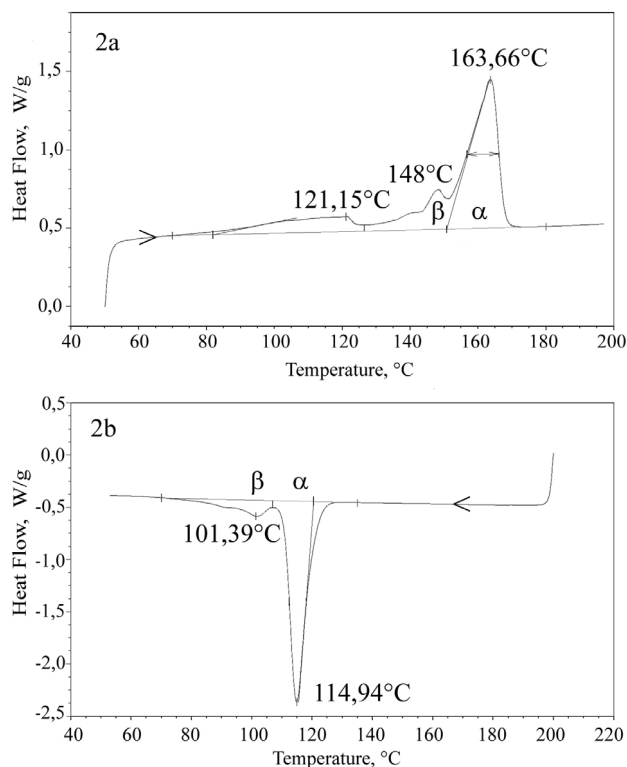 2a
163,66°C
1,5
1,0
148°C
121,15°C
β
α
0,5
0,0
Heat Flow, W/g
40 60 80 100 120 140 160 180 200
Temperature, °C
0,5
2b
0,0
β
α
-0,5
101,39°C
-1,0
-1,5
-2,0
114,94°C
-2,5
Heat Flow, W/g
40 60 80 100 120 140 160 180 200 220
Temperature, °C